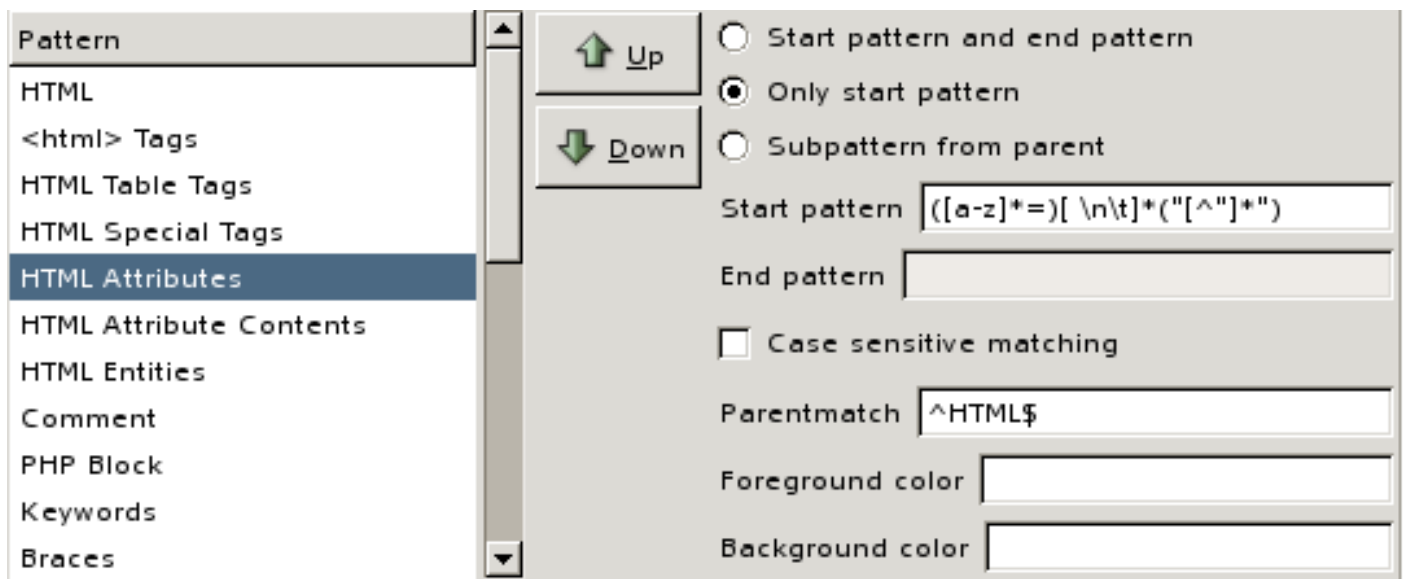 Pattern
HTML
<html> Tags
HTML Table Tags
HTML Special Tags
HTML Attributes
HTML Attribute Contents
HTML Entities
Comment
PHP Block
Keywords
Braces
Up
Down
Start pattern and end pattern
Only start pattern
Subpattern from parent
Start pattern ([a-z]*=)[ \n\t]*("[^"]*")
End pattern
Case sensitive matching
Parentmatch ^HTML$
Foreground color
Background color